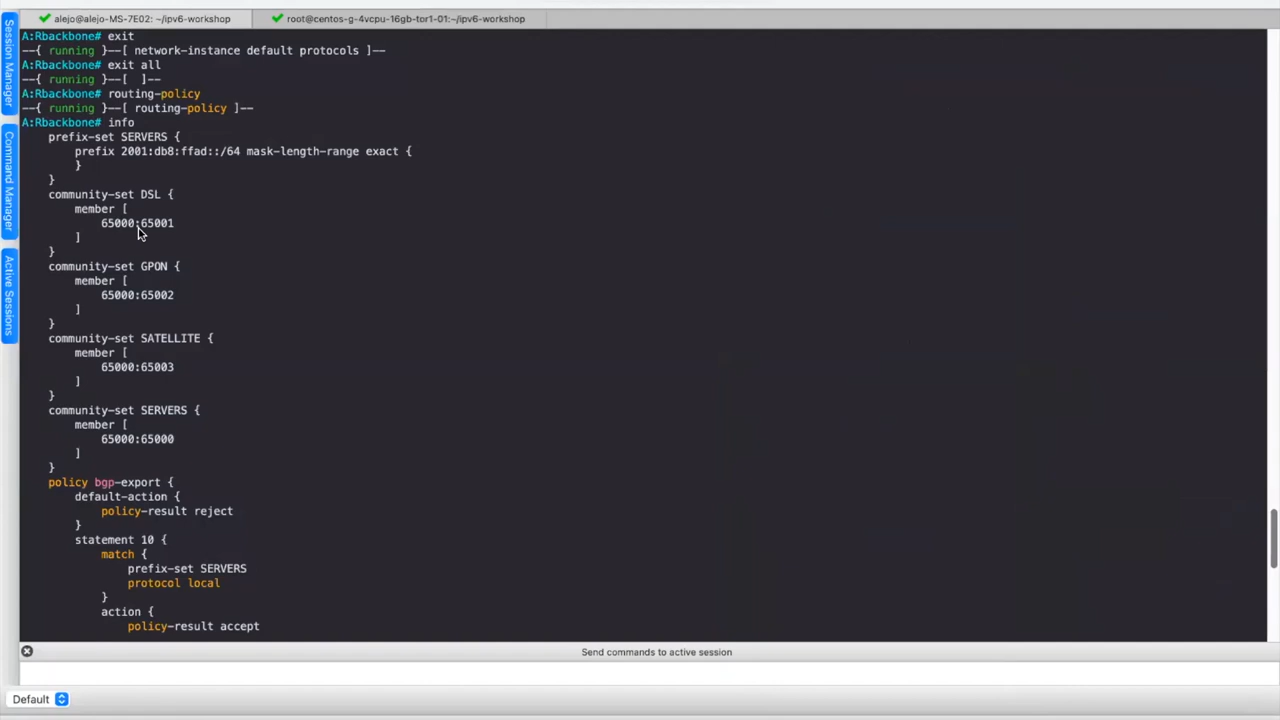 alejo@alejo-MS-7E02: ~/ipv6-workshop
root@centos-g-4vcpu-16gb-tor1-01:~/ipv6-workshop
Session Manager
Command Manager
Active Sessions
A:Rbackbone# exit
--{ running }--[ network-instance default protocols ]--
A:Rbackbone# exit all
--{ running }--[  ]--
A:Rbackbone# routing-policy
--{ running }--[ routing-policy ]--
A:Rbackbone# info
    prefix-set SERVERS {
        prefix 2001:db8:ffad::/64 mask-length-range exact {
        }
    }
    community-set DSL {
        member [
            65000:65001
        ]
    }
    community-set GPON {
        member [
            65000:65002
        ]
    }
    community-set SATELLITE {
        member [
            65000:65003
        ]
    }
    community-set SERVERS {
        member [
            65000:65000
        ]
    }
    policy bgp-export {
        default-action {
            policy-result reject
        }
        statement 10 {
            match {
                prefix-set SERVERS
                protocol local
            }
            action {
                policy-result accept
Send commands to active session
Default